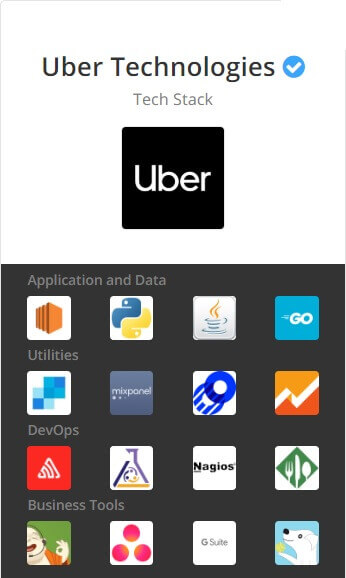 Uber Technologies
Tech Stack
Uber
Application and Data
GO
Utilities
mixpanel
DevOps
Nagios®
Business Tools
G Suite